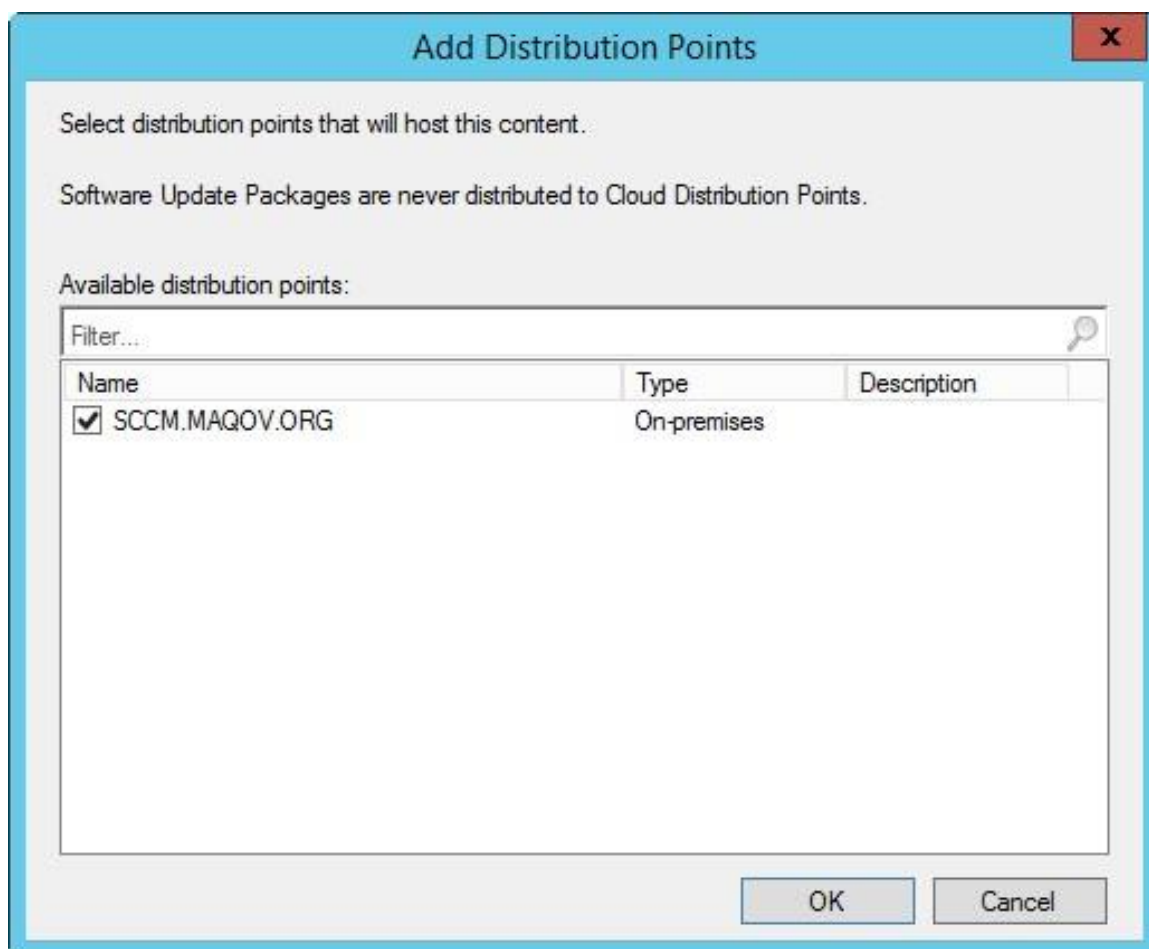 Add Distribution Points
x
Select distribution points that will host this content.
Software Update Packages are never distributed to Cloud Distribution Points.
Available distribution points:
Filter...
Name Type Description
SCCM.MAQOV.ORG On-premises
OK Cancel